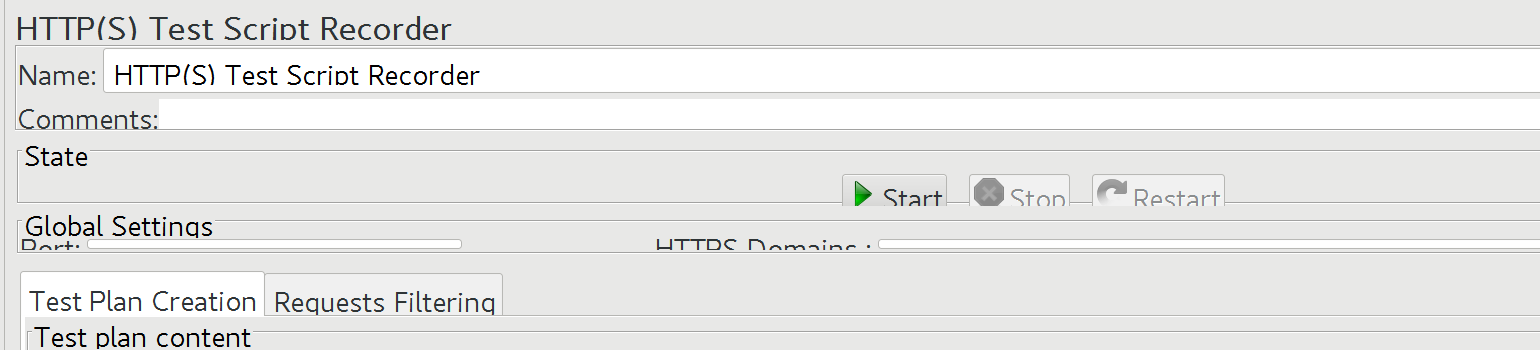 HTTP(S) Test Script Recorder
Name: HTTP(S) Test Script Recorder
Comments:
State
Start Stop Restart
Global Settings
Port: HTTPS Domains :
Test Plan Creation Requests Filtering
Test plan content